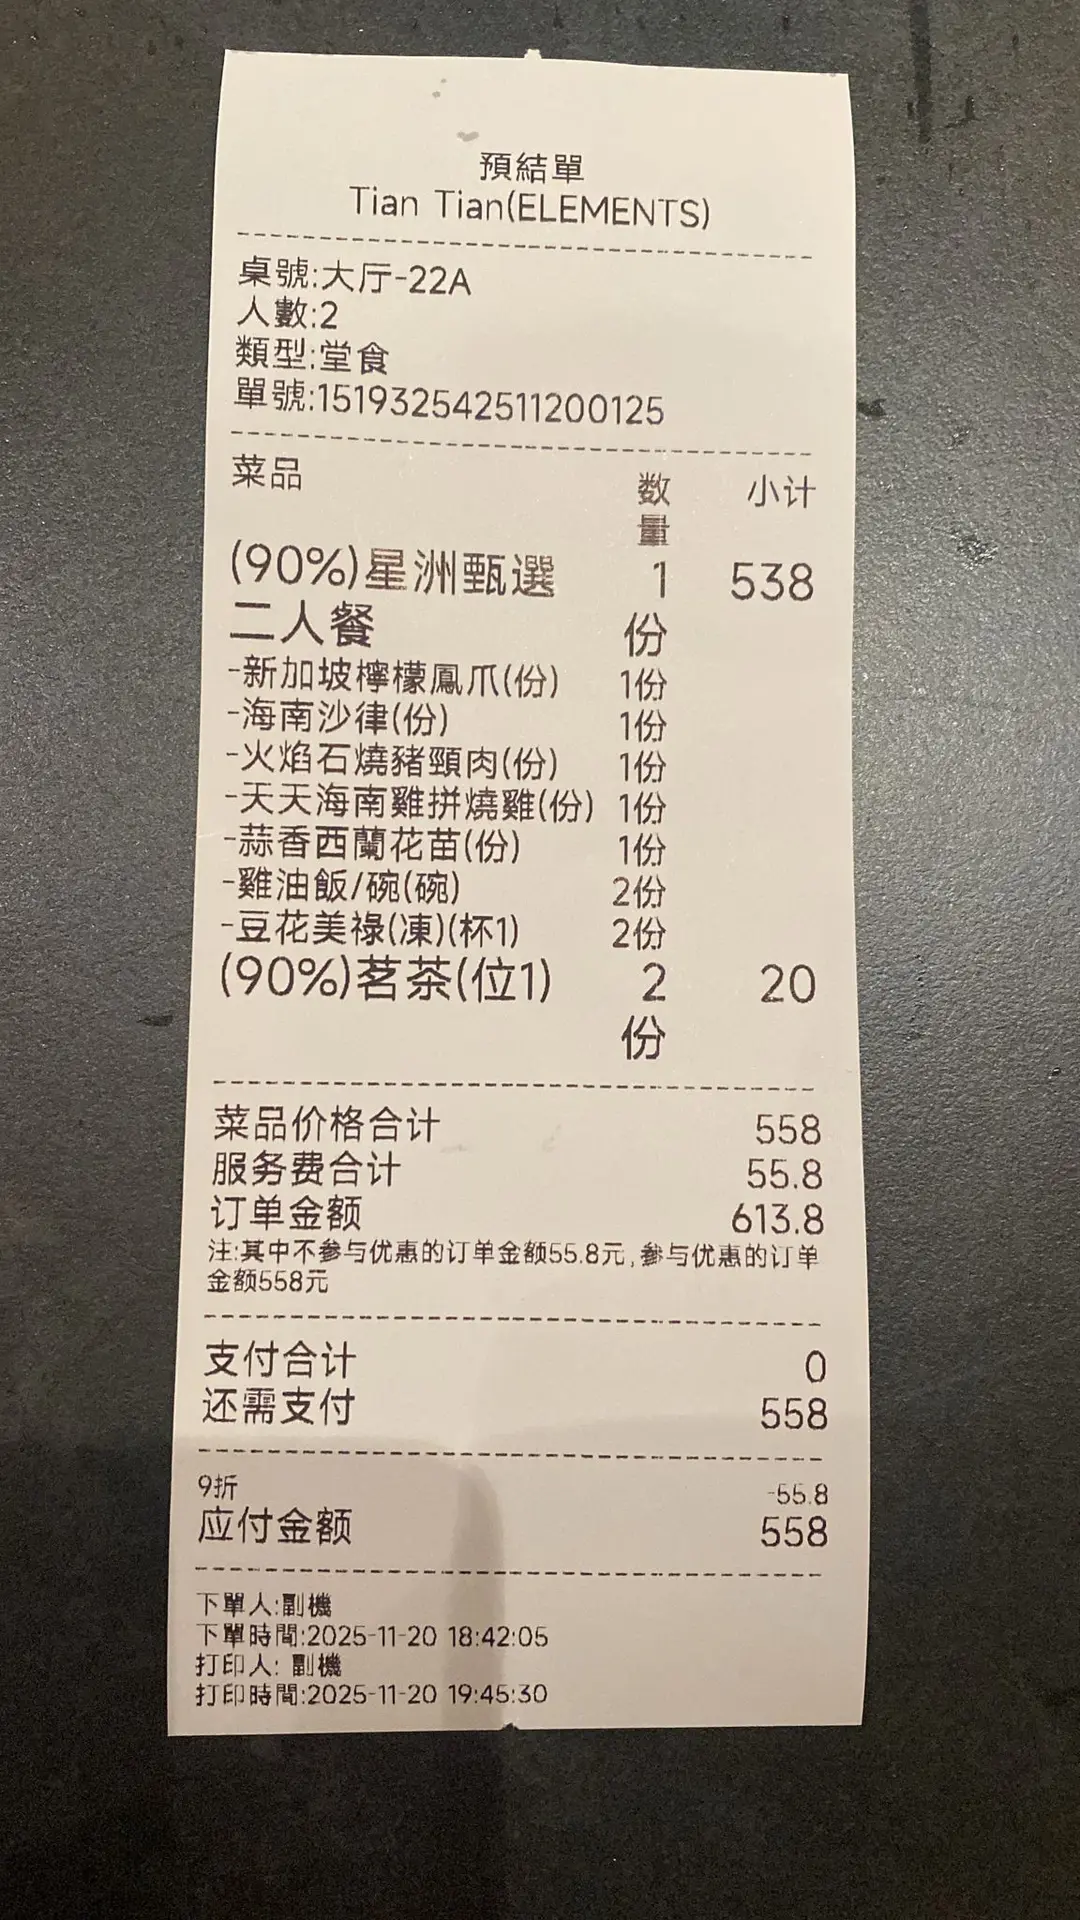 預結單
Tian Tian(ELEMENTS)
桌號:大厅-22A
人數:2
類型:堂食
單號:1519325425112​00125
菜品 数量 小计
(90%)星洲甄選二人餐 1份 538
-新加坡檸檬鳳爪(份) 1份
-海南沙律(份) 1份
-火焰石燒豬頸肉(份) 1份
-天天海南雞拼燒雞(份) 1份
-蒜香西蘭花苗(份) 1份
-雞油飯/碗(碗) 2份
-豆花美祿(凍)(杯1) 2份
(90%)茗茶(位1) 2份 20
菜品价格合计 558
服务费合计 55.8
订单金额 613.8
注:其中不参与优惠的订单金额55.8元,参与优惠的订单
金额558元
支付合计 0
还需支付 558
9折 -55.8
应付金额 558
下單人:副機
下單時間:2025-11-20 18:42:05
打印人: 副機
打印時間:2025-11-20 19:45:30